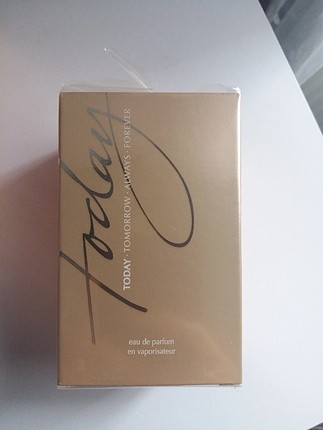 today
TODAY · TOMORROW · ALWAYS · FOREVER
eau de parfum
en vaporisateur